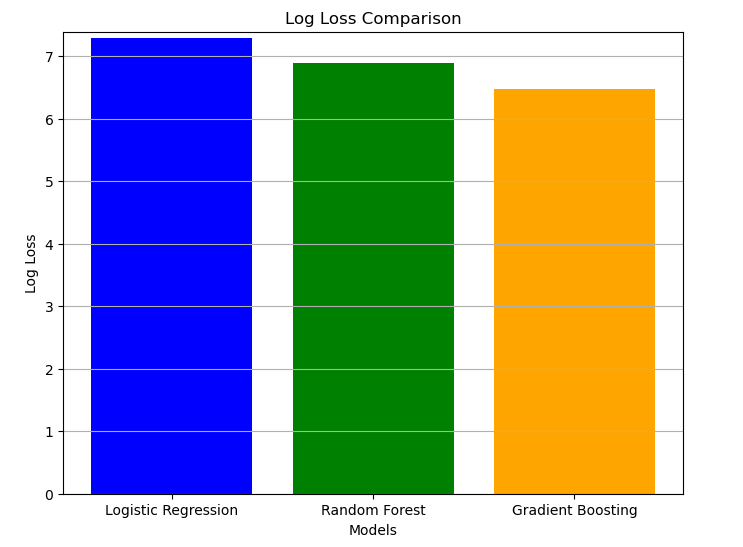 Log Loss Comparison
7
6
5
4
3
2
1
0
Log Loss
Logistic Regression
Random Forest
Gradient Boosting
Models